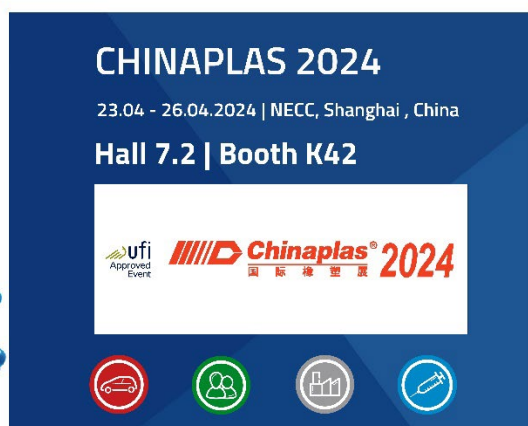 CHINAPLAS 2024
23.04 - 26.04.2024 | NECC, Shanghai , China
Hall 7.2 | Booth K42
ufi
Approved
Event
Chinaplas® 2024
国际橡塑展